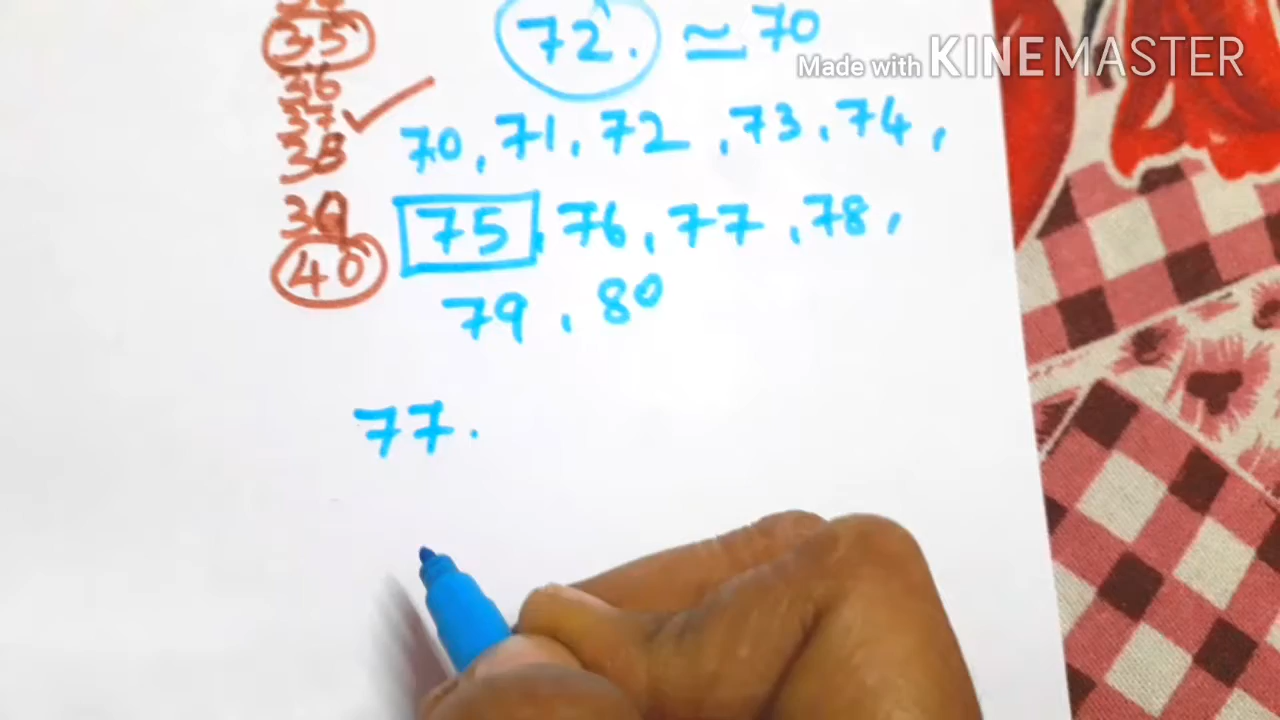 35
36
37
38
39
40
72. ≃ 70
70, 71, 72, 73, 74,
75, 76, 77, 78,
79, 80
77.
Made with KINEMASTER